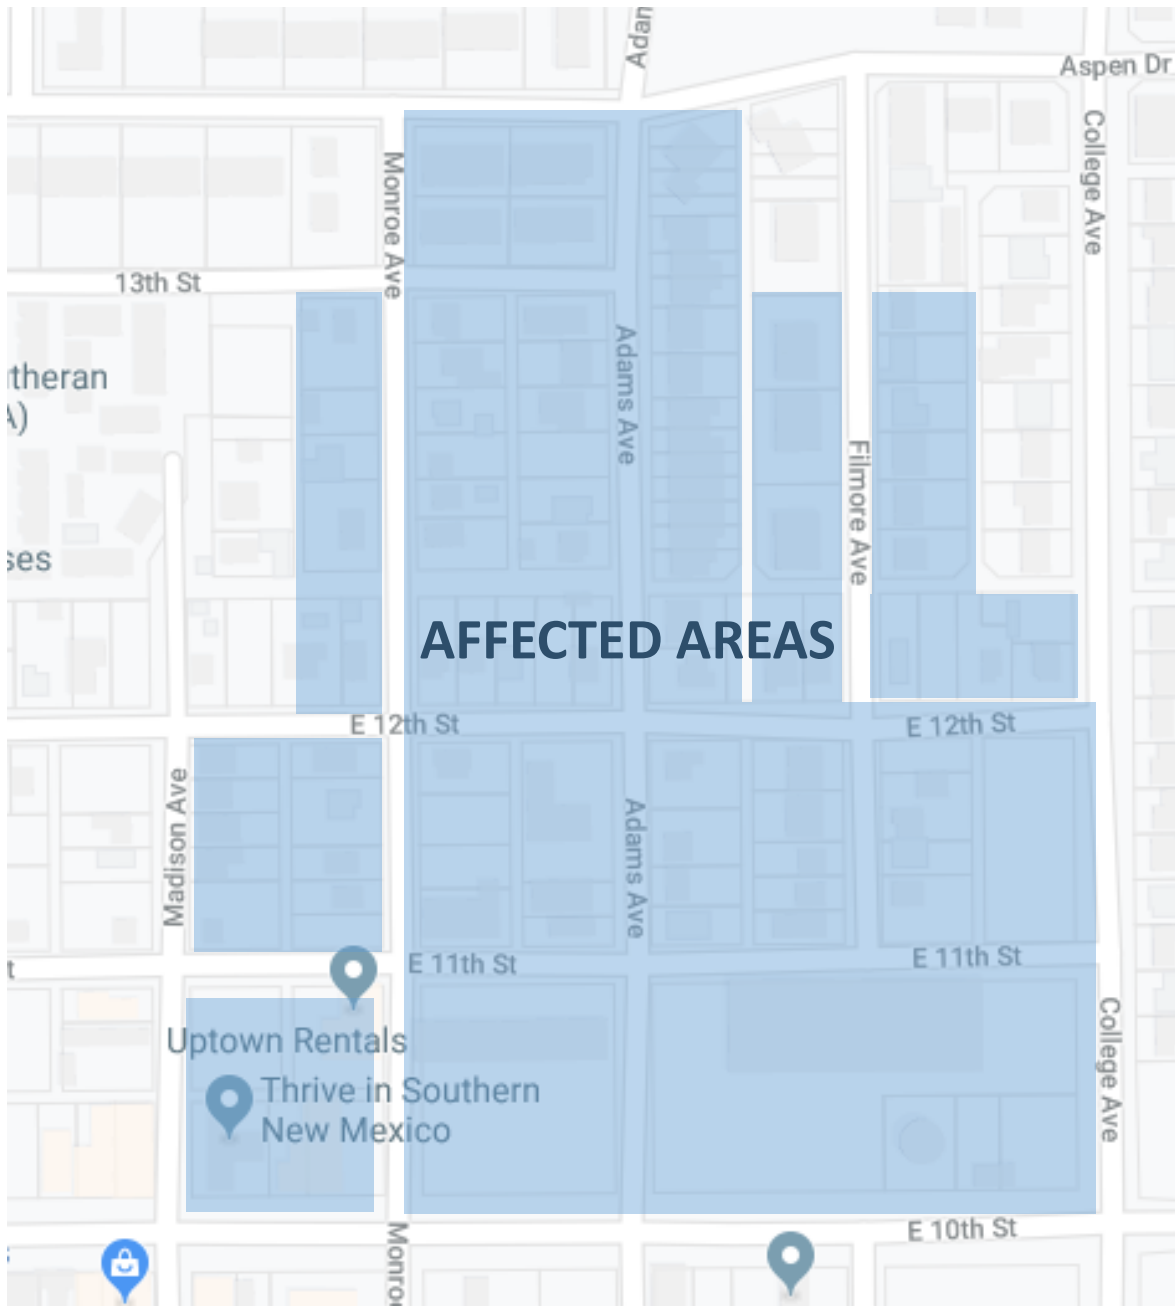 Adan
Aspen Dr
College Ave
Monroe Ave
13th St
Adams Ave
theran
A)
Filmore Ave
ses
AFFECTED AREAS
E 12th St
E 12th St
Madison Ave
Adams Ave
E 11th St
E 11th St
t
College Ave
Uptown Rentals
Thrive in Southern
New Mexico
E 10th St
Monro